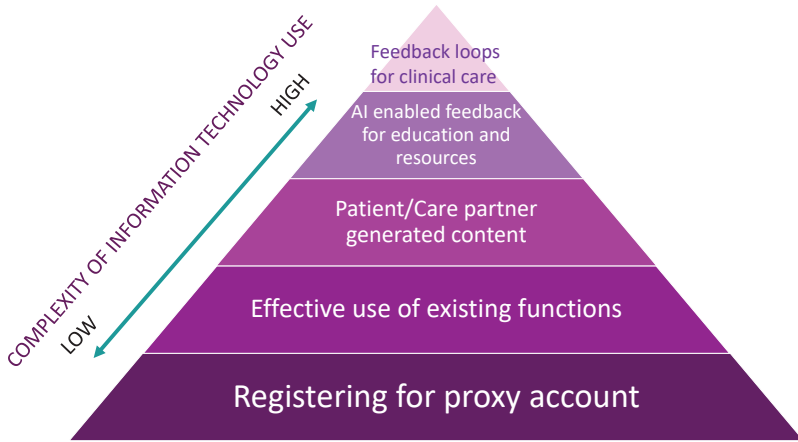 COMPLEXITY OF INFORMATION TECHNOLOGY USE
HIGH
LOW
Feedback loops
for clinical care
AI enabled feedback
for education and
resources
Patient/Care partner
generated content
Effective use of existing functions
Registering for proxy account